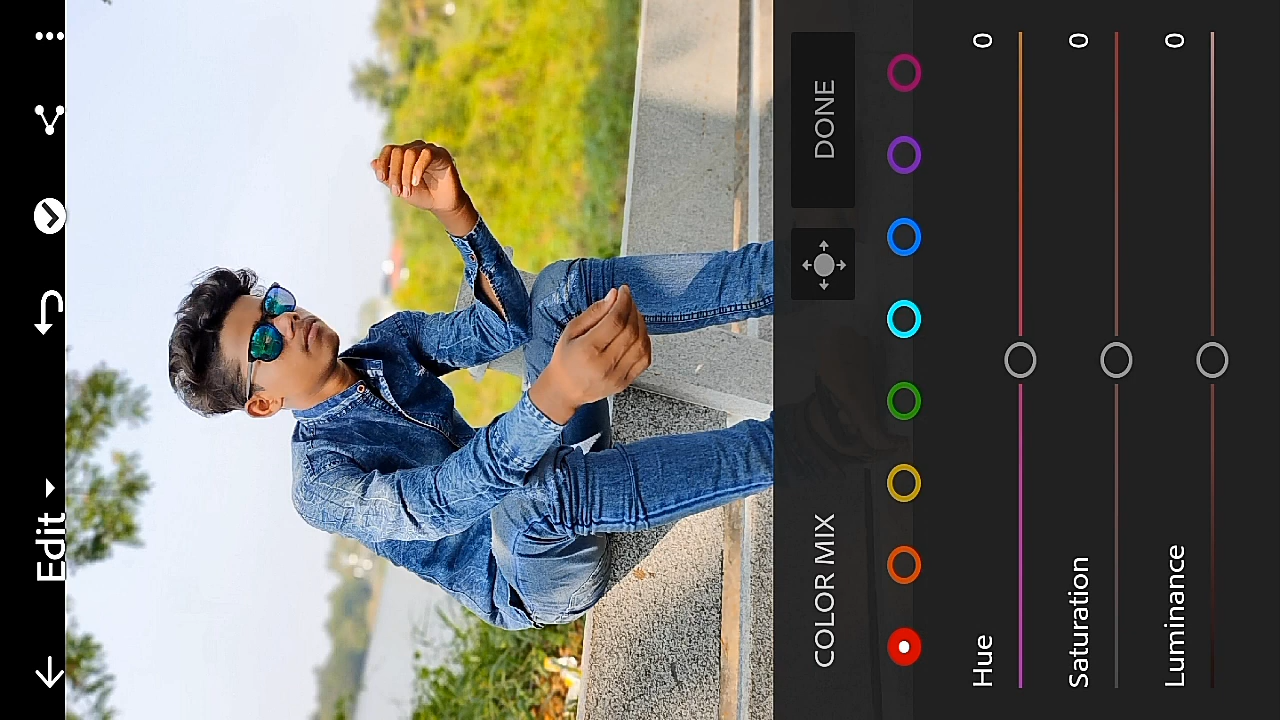 Edit
COLOR MIX
DONE
Hue
0
Saturation
0
Luminance
0